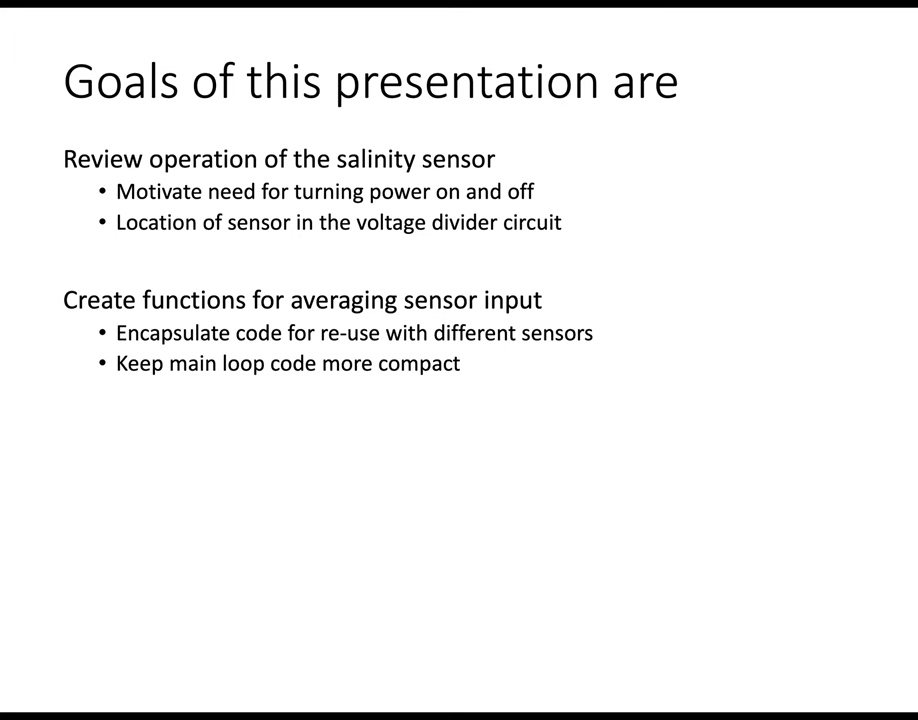 Goals of this presentation are
Review operation of the salinity sensor
• Motivate need for turning power on and off
• Location of sensor in the voltage divider circuit
Create functions for averaging sensor input
• Encapsulate code for re-use with different sensors
• Keep main loop code more compact